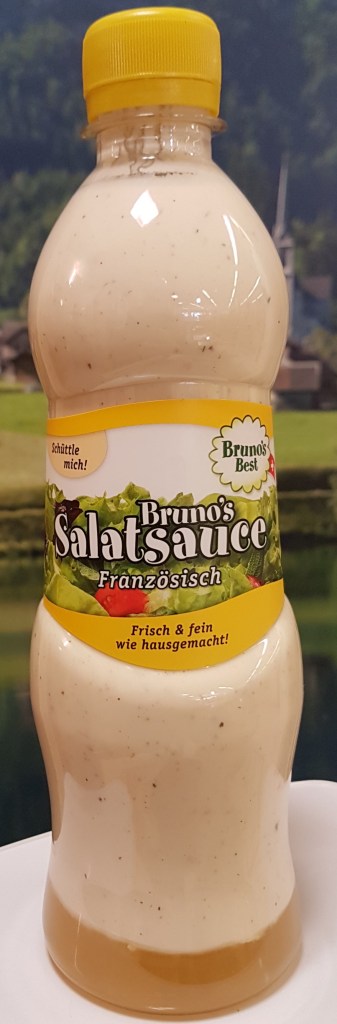 Schüttle
mich!
Bruno's
Best
Bruno's
Salatsauce
Französisch
Frisch & fein
wie hausgemacht!